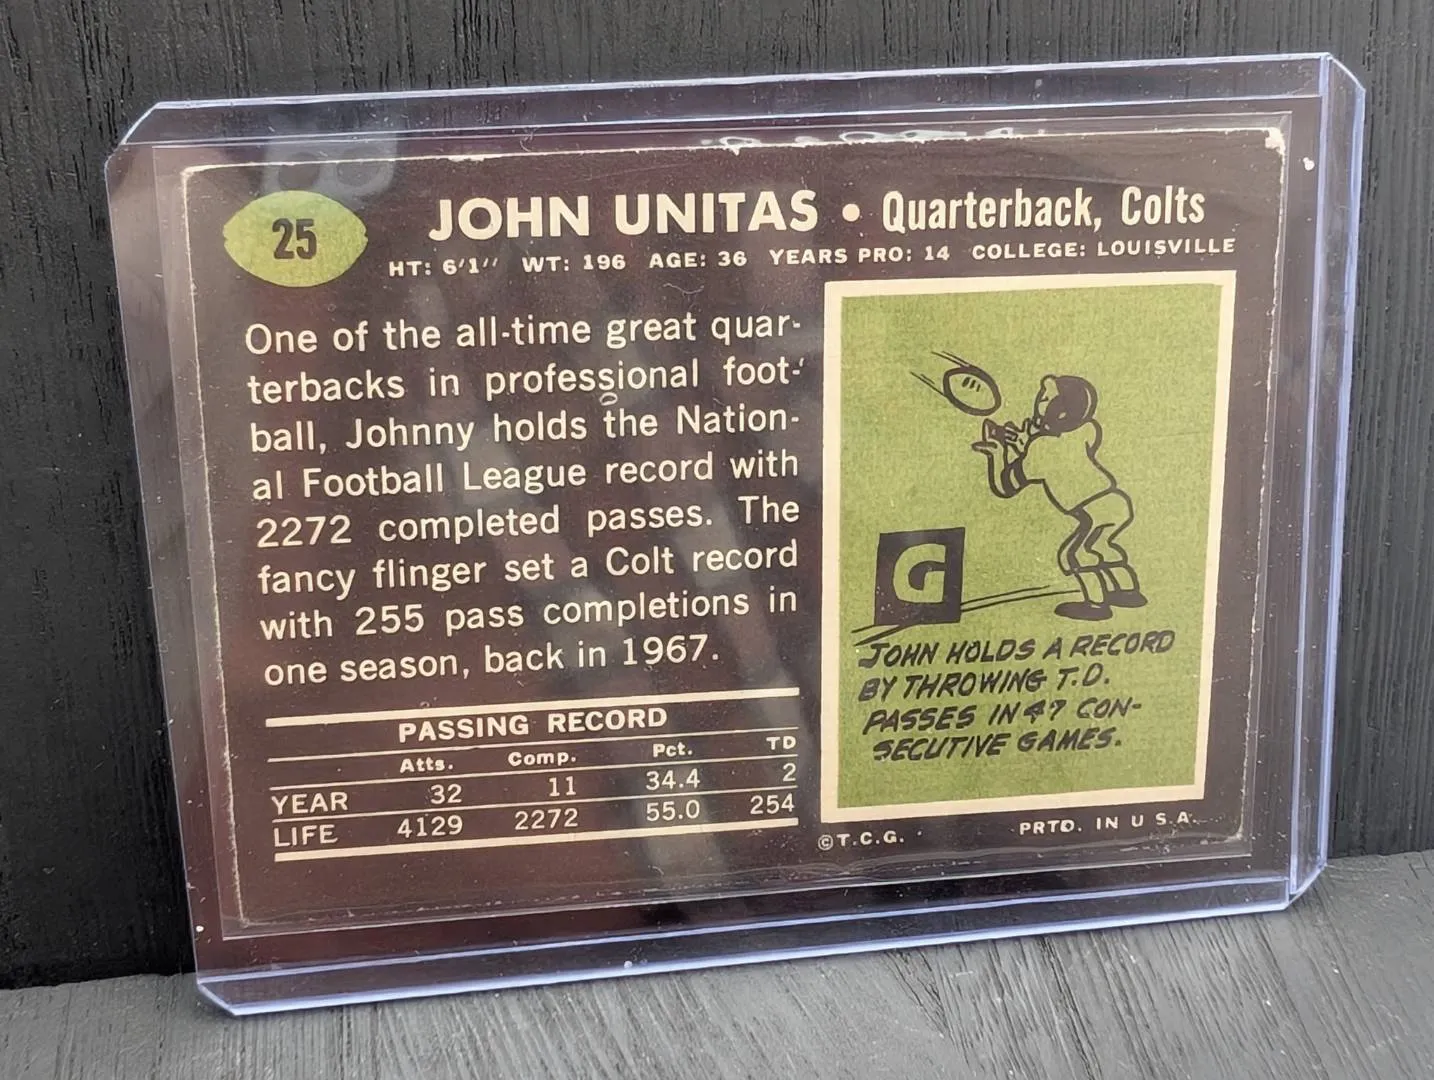 25
JOHN UNITAS • Quarterback, Colts
HT: 6'1" WT: 196 AGE: 36 YEARS PRO: 14 COLLEGE: LOUISVILLE
One of the all-time great quar-
terbacks in professional foot-
ball, Johnny holds the Nation-
al Football League record with
2272 completed passes. The
fancy flinger set a Colt record
with 255 pass completions in
one season, back in 1967.
PASSING RECORD
Atts. Comp. Pct. TD
YEAR 32 11 34.4 2
LIFE 4129 2272 55.0 254
G
JOHN HOLDS A RECORD
BY THROWING T.D.
PASSES IN 47 CON-
SECUTIVE GAMES.
©T.C.G. PRTD. IN U.S.A.